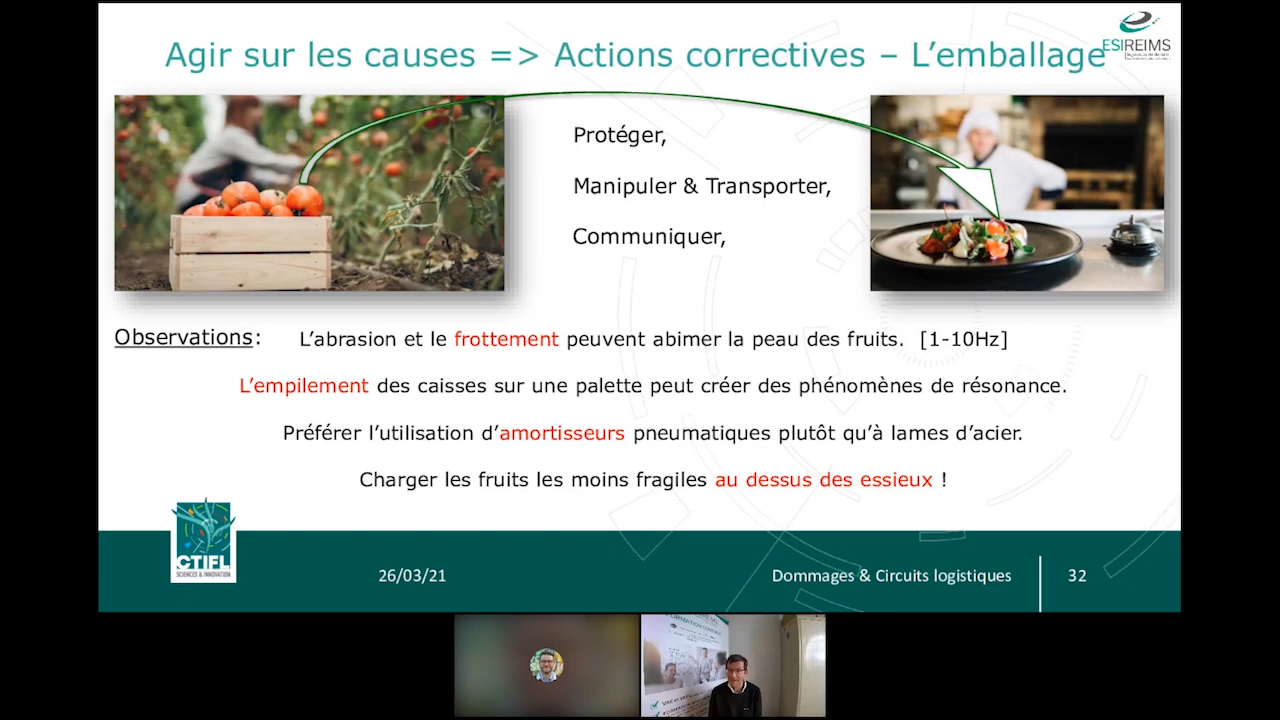 Agir sur les causes => Actions correctives – L’emballage
ESIREIMS
Protéger,
Manipuler & Transporter,
Communiquer,
Observations: L’abrasion et le frottement peuvent abimer la peau des fruits. [1-10Hz]
L’empilement des caisses sur une palette peut créer des phénomènes de résonance.
Préférer l’utilisation d’amortisseurs pneumatiques plutôt qu’à lames d’acier.
Charger les fruits les moins fragiles au dessus des essieux !
CTIFL
SCIENCES & INNOVATION
26/03/21
Dommages & Circuits logistiques
32